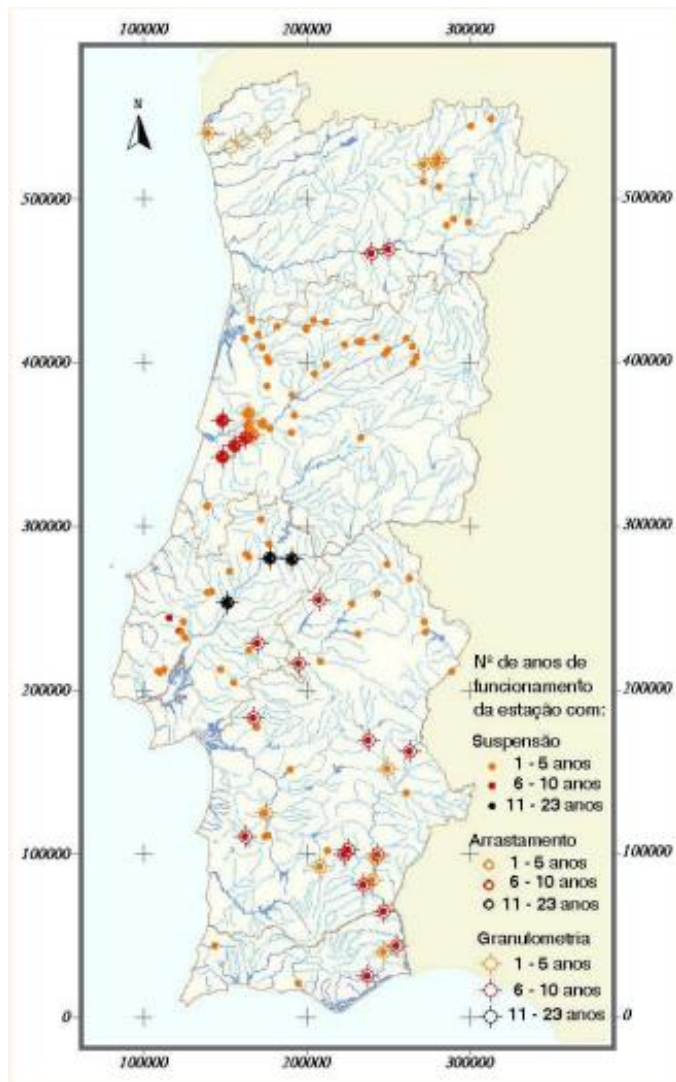 100000 200000 300000
N
500000 500000
400000 400000
300000 300000
200000 200000
100000 100000
0 0
100000 200000 300000
Nº de anos de
funcionamento
da estação com:
Suspensão
1 - 5 anos
6 - 10 anos
11 - 23 anos
Arrastamento
1 - 5 anos
6 - 10 anos
11 - 23 anos
Granulometria
1 - 5 anos
6 - 10 anos
11 - 23 anos